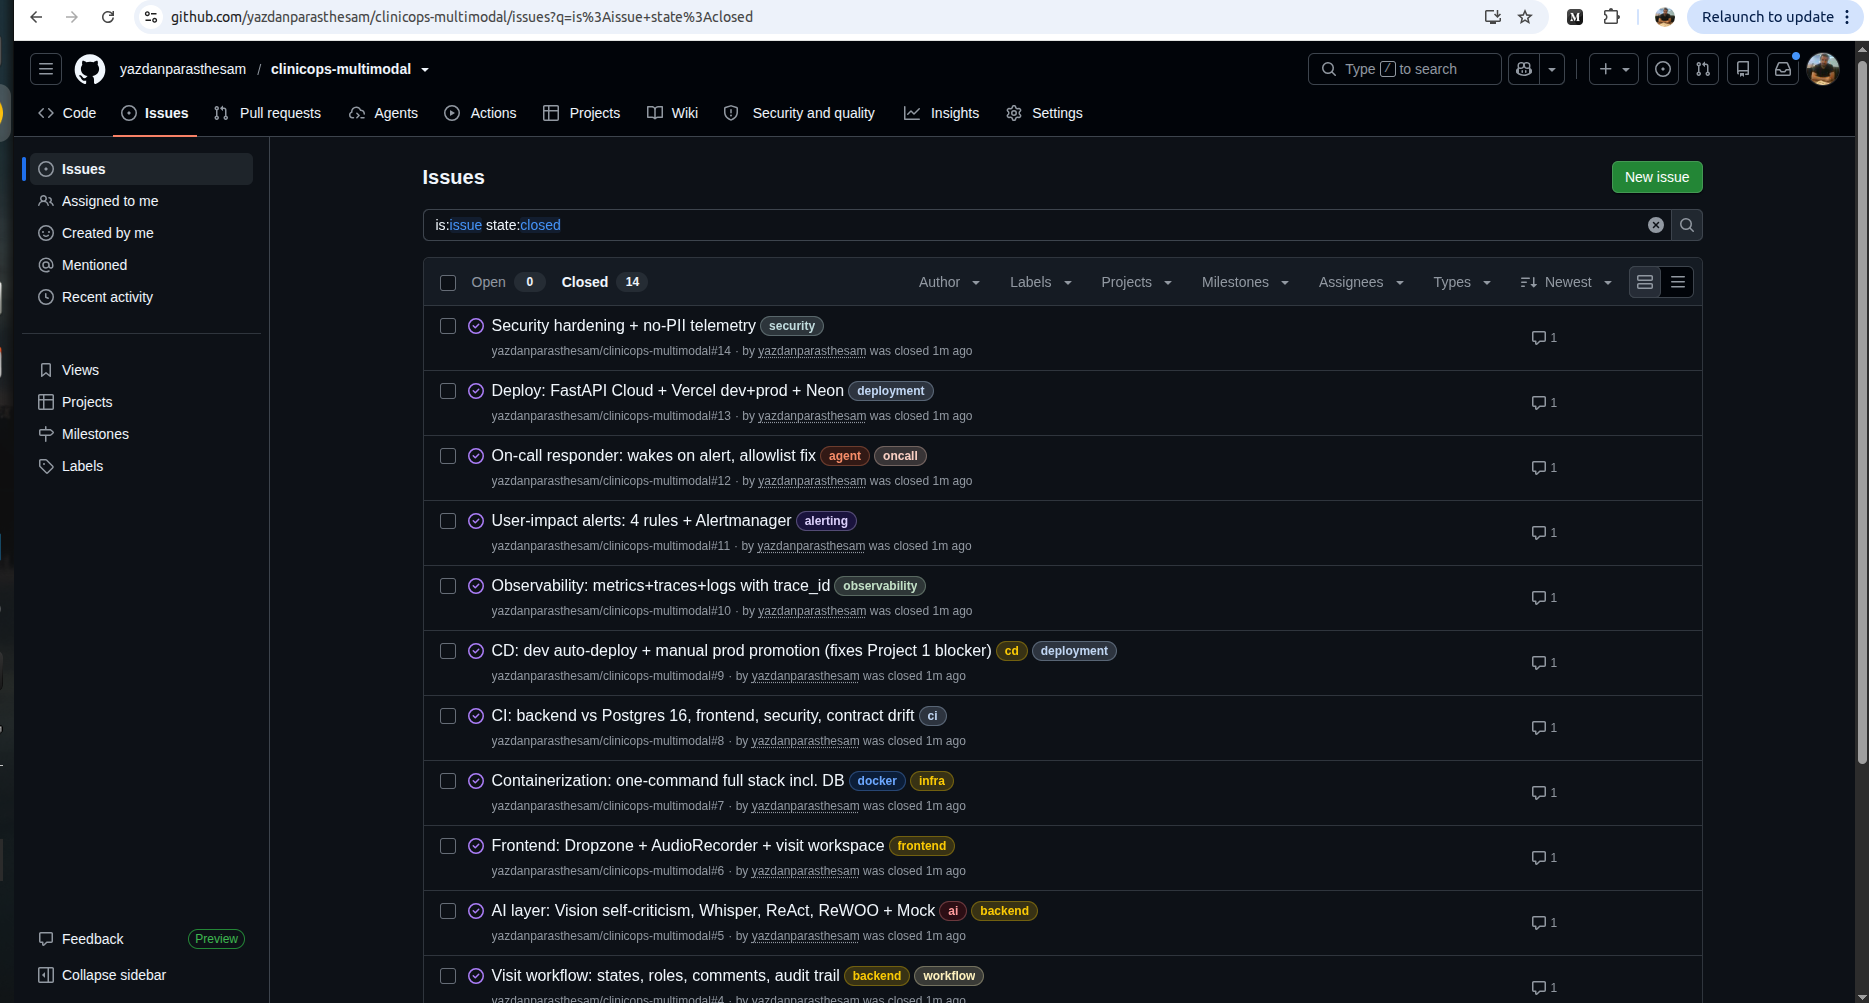 github.com/yazdanparasthesam/clinicops-multimodal/issues?q=is%3Aissue+state%3Aclosed
M
Relaunch to update
yazdanparasthesam / clinicops-multimodal
Type / to search
Code
Issues
Pull requests
Agents
Actions
Projects
Wiki
Security and quality
Insights
Settings
Issues
Assigned to me
Created by me
Mentioned
Recent activity
Views
Projects
Milestones
Labels
Feedback Preview
Collapse sidebar
Issues
New issue
is:issue state:closed
Open 0 Closed 14 Author Labels Projects Milestones Assignees Types Newest
Security hardening + no-PII telemetry security
yazdanparasthesam/clinicops-multimodal#14 · by yazdanparasthesam was closed 1m ago
1
Deploy: FastAPI Cloud + Vercel dev+prod + Neon deployment
yazdanparasthesam/clinicops-multimodal#13 · by yazdanparasthesam was closed 1m ago
1
On-call responder: wakes on alert, allowlist fix agent oncall
yazdanparasthesam/clinicops-multimodal#12 · by yazdanparasthesam was closed 1m ago
1
User-impact alerts: 4 rules + Alertmanager alerting
yazdanparasthesam/clinicops-multimodal#11 · by yazdanparasthesam was closed 1m ago
1
Observability: metrics+traces+logs with trace_id observability
yazdanparasthesam/clinicops-multimodal#10 · by yazdanparasthesam was closed 1m ago
1
CD: dev auto-deploy + manual prod promotion (fixes Project 1 blocker) cd deployment
yazdanparasthesam/clinicops-multimodal#9 · by yazdanparasthesam was closed 1m ago
1
CI: backend vs Postgres 16, frontend, security, contract drift ci
yazdanparasthesam/clinicops-multimodal#8 · by yazdanparasthesam was closed 1m ago
1
Containerization: one-command full stack incl. DB docker infra
yazdanparasthesam/clinicops-multimodal#7 · by yazdanparasthesam was closed 1m ago
1
Frontend: Dropzone + AudioRecorder + visit workspace frontend
yazdanparasthesam/clinicops-multimodal#6 · by yazdanparasthesam was closed 1m ago
1
AI layer: Vision self-criticism, Whisper, ReAct, ReWOO + Mock ai backend
yazdanparasthesam/clinicops-multimodal#5 · by yazdanparasthesam was closed 1m ago
1
Visit workflow: states, roles, comments, audit trail backend workflow
yazdanparasthesam/clinicops-multimodal#4 · by yazdanparasthesam was closed 1m ago
1